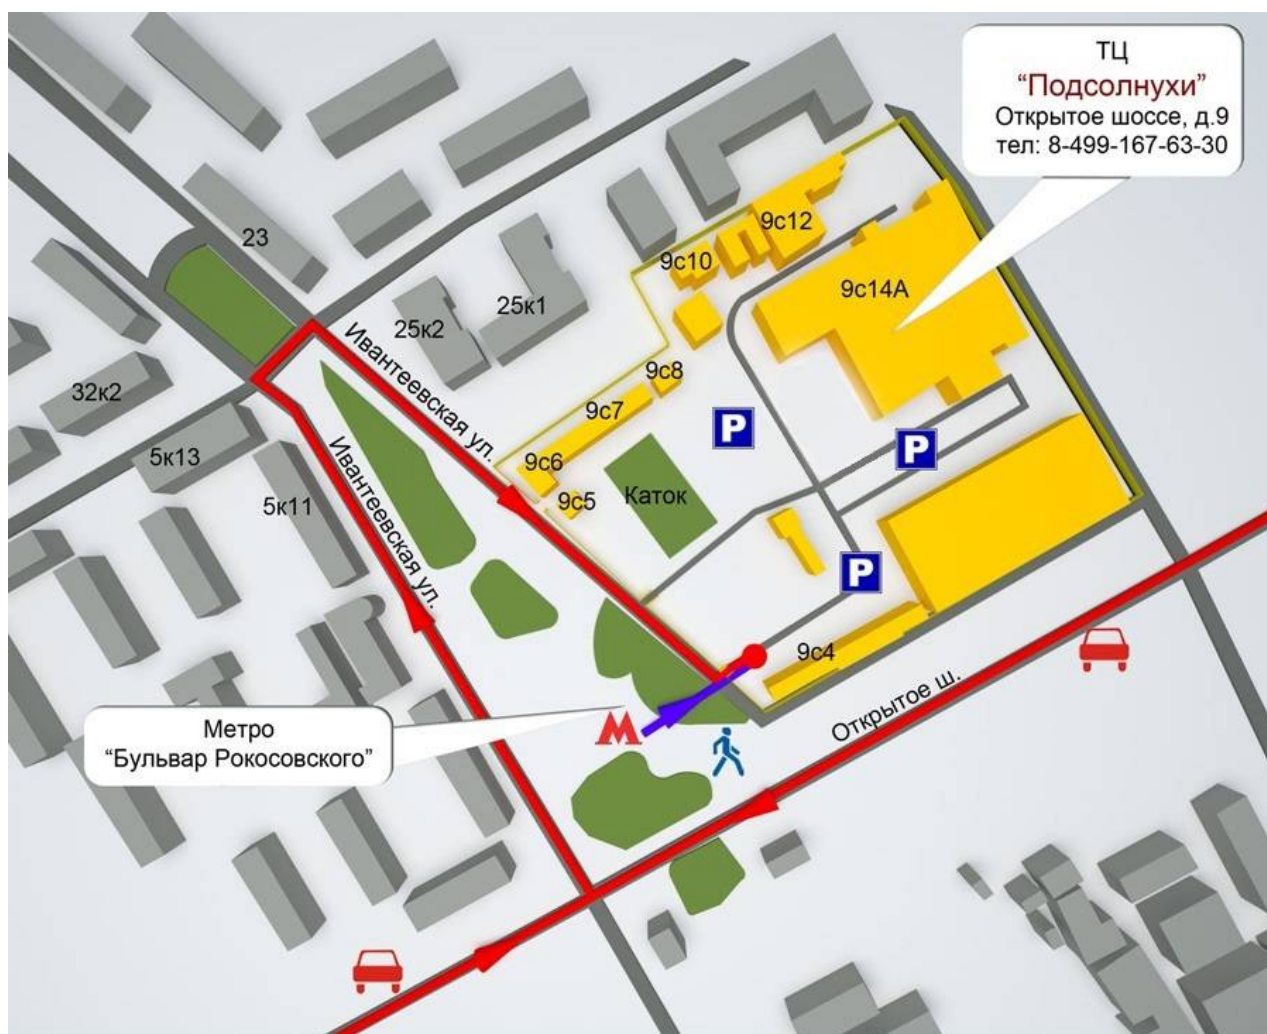 ТЦ
“Подсолнухи”
Открытое шоссе, д.9
тел: 8-499-167-63-30
23
9с12
9с10
9с14А
25к1
25к2
Ивантеевская ул.
9с8
32к2
9с7
P
5к13
9с6
P
5к11
9с5
Каток
Ивантеевская ул.
P
9с4
Открытое ш.
М
Метро
“Бульвар Рокосовского”